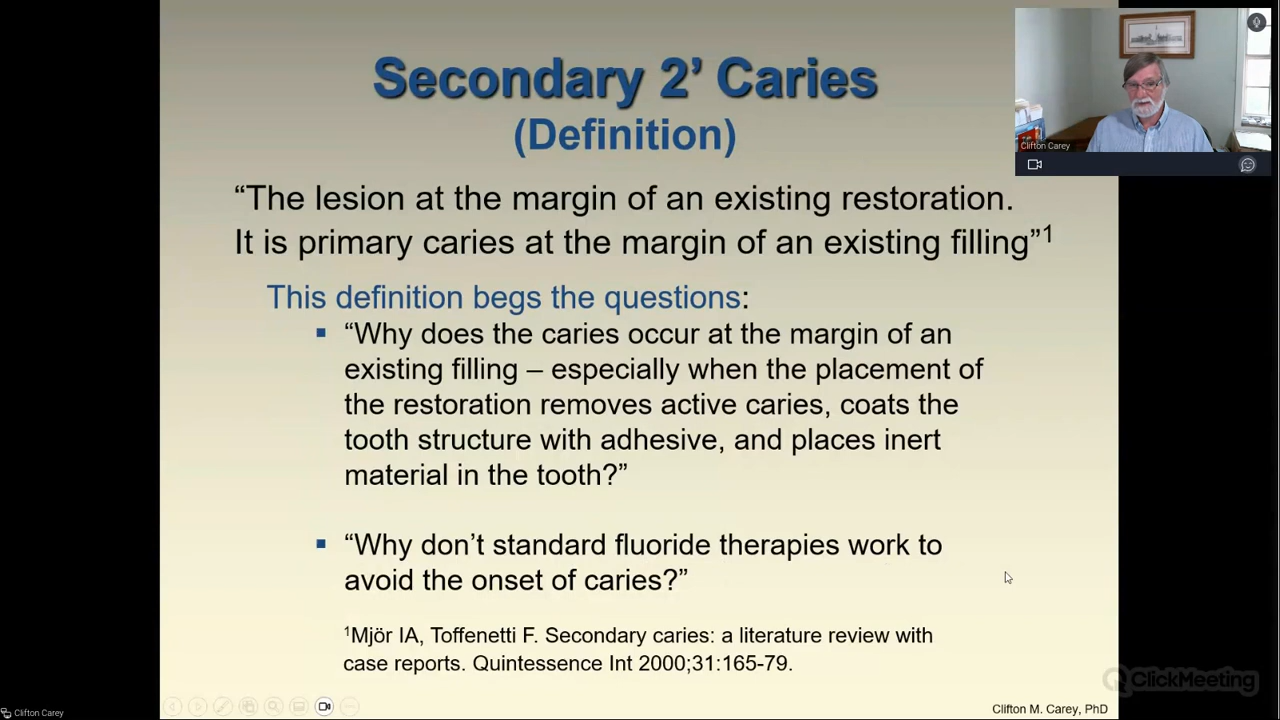 Secondary 2’ Caries
(Definition)
“The lesion at the margin of an existing restoration.
It is primary caries at the margin of an existing filling”1
This definition begs the questions:
▪ “Why does the caries occur at the margin of an
existing filling – especially when the placement of
the restoration removes active caries, coats the
tooth structure with adhesive, and places inert
material in the tooth?”
▪ “Why don’t standard fluoride therapies work to
avoid the onset of caries?”
1Mjör IA, Toffenetti F. Secondary caries: a literature review with
case reports. Quintessence Int 2000;31:165-79.
Clifton M. Carey, PhD
Clifton Carey
Clifton Carey
ClickMeeting